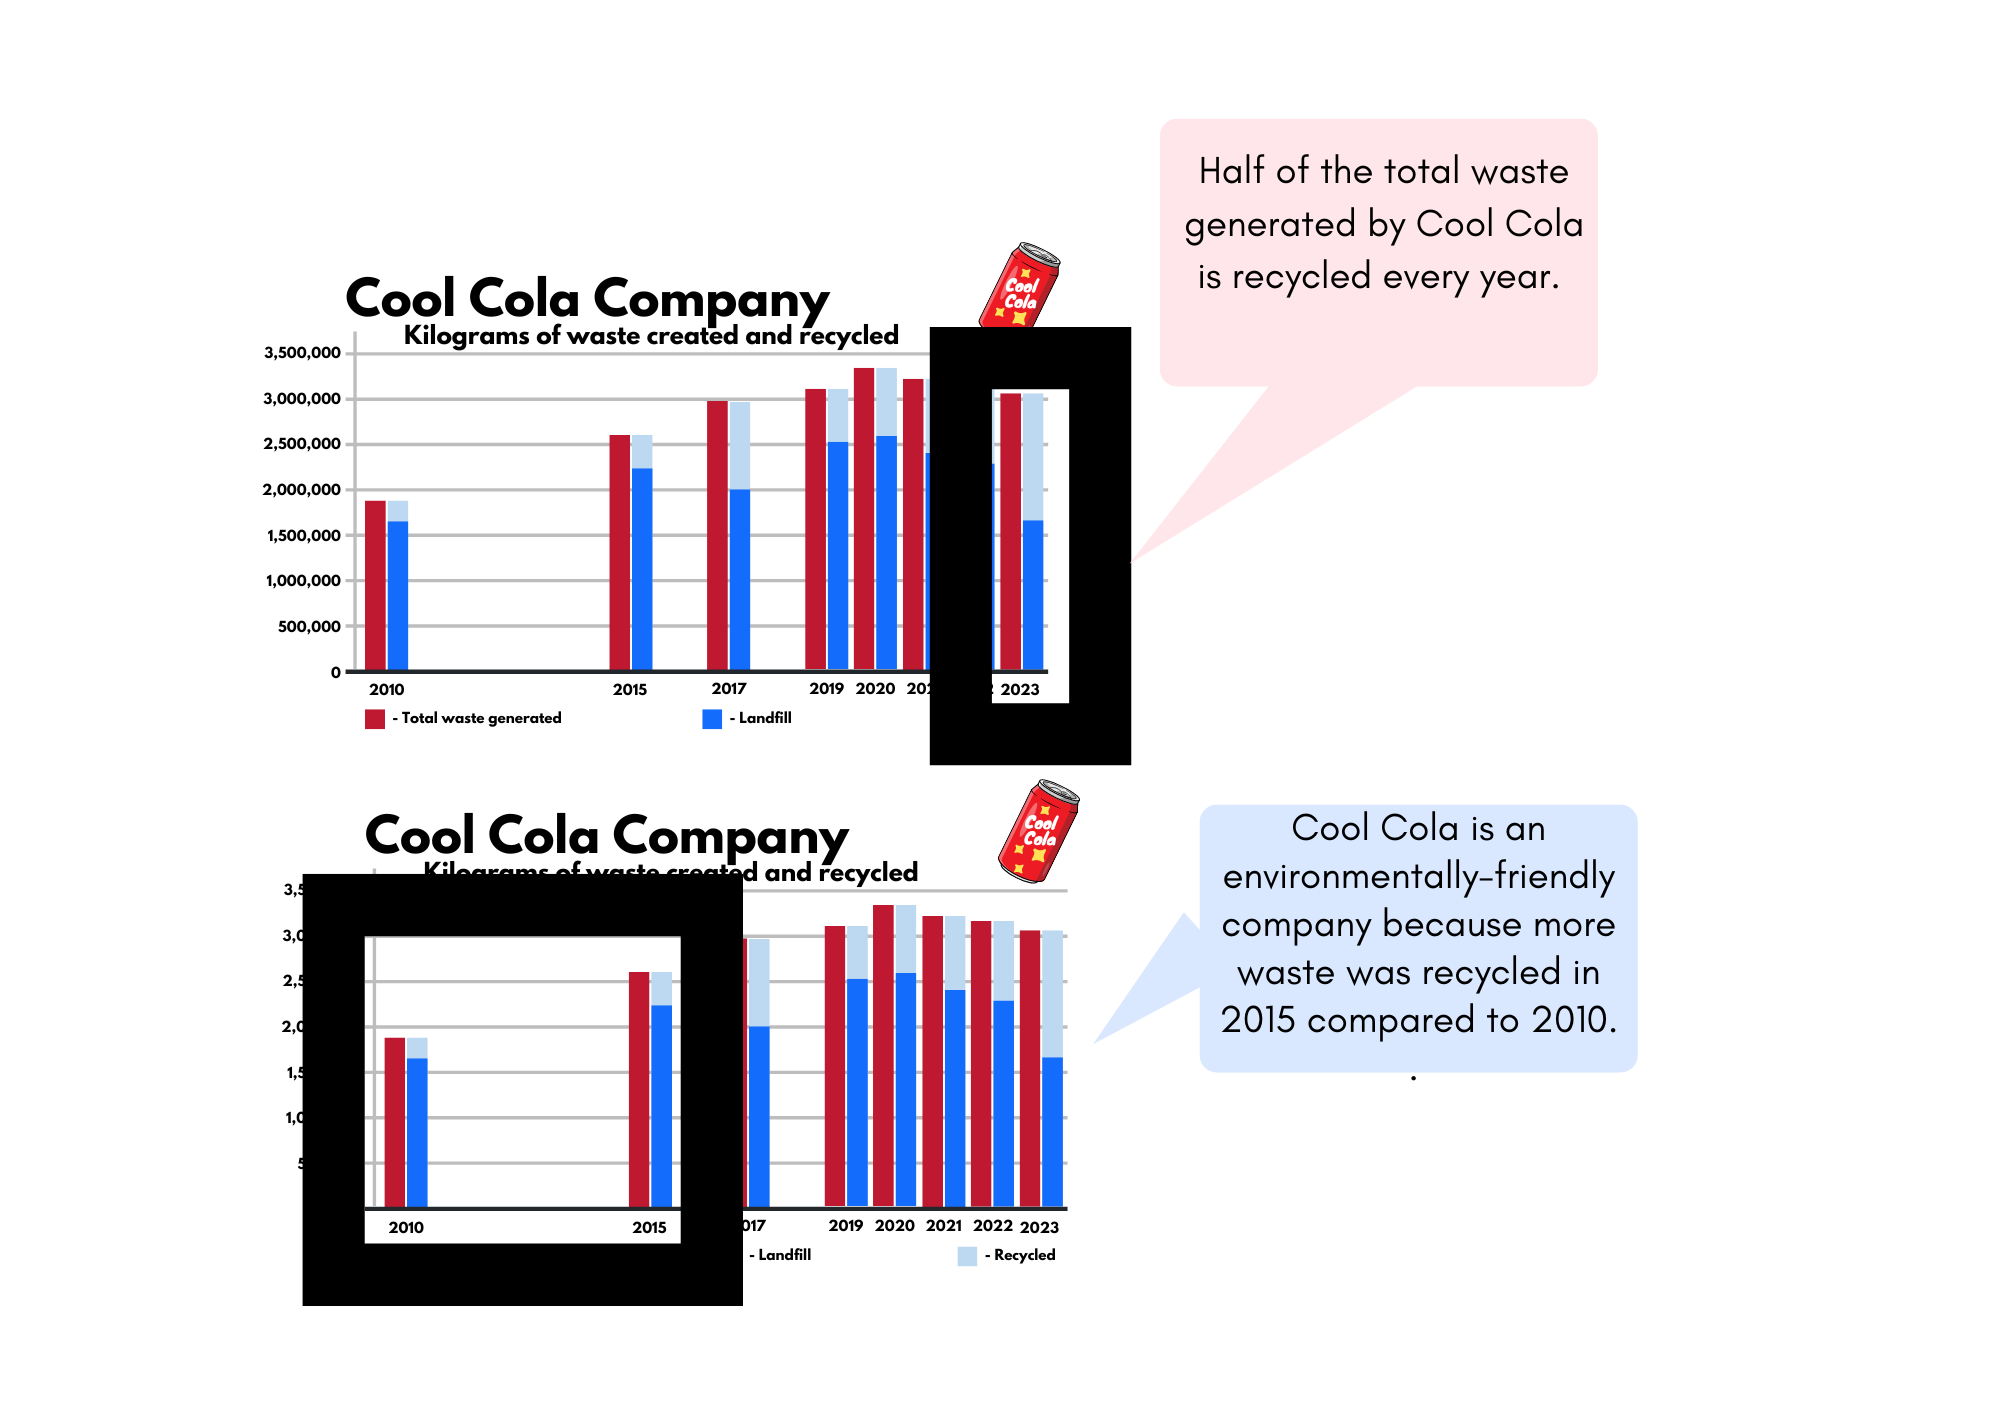 Half of the total waste
generated by Cool Cola
is recycled every year.
Cool
Cola
Cool Cola Company
Kilograms of waste created and recycled
3,500,000
3,000,000
2,500,000
2,000,000
1,500,000
1,000,000
500,000
0
2010 2015 2017 2019 2020 2023
- Total waste generated - Landfill
Cool
Cola
Cool Cola Company
Kilograms of waste created and recycled
Cool Cola is an
environmentally-friendly
company because more
waste was recycled in
2015 compared to 2010.
.
2010 2015 017 2019 2020 2021 2022 2023
- Landfill - Recycled